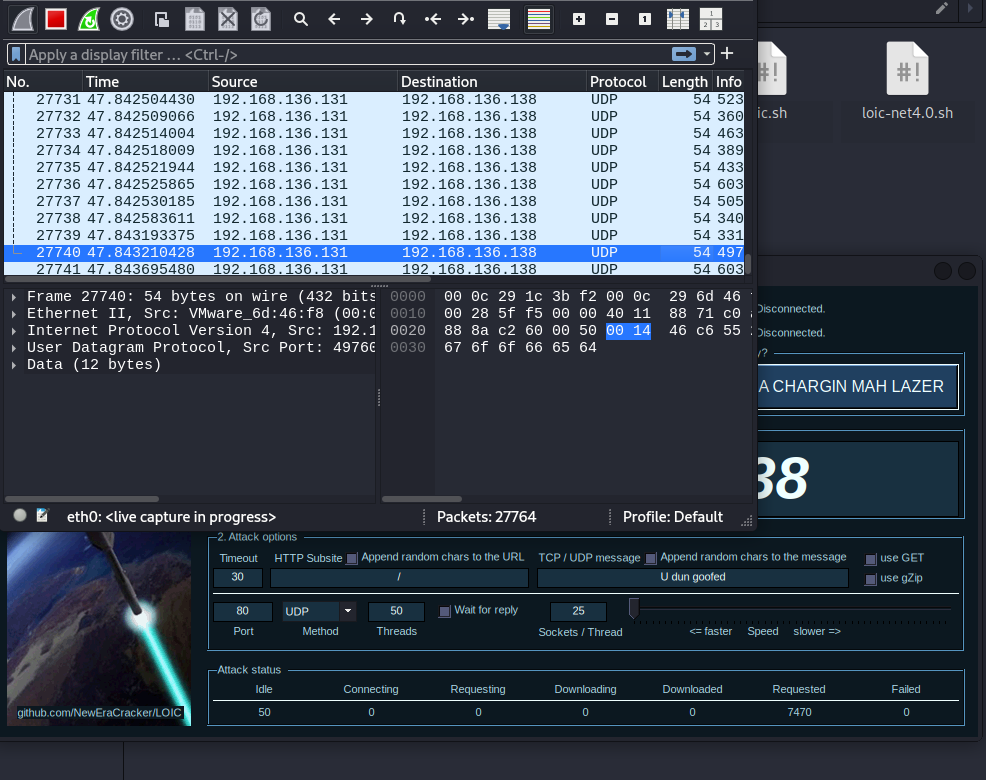 Apply a display filter … <Ctrl-/>
No. Time Source Destination Protocol Length Info
27731 47.842504430 192.168.136.131 192.168.136.138 UDP 54 523
27732 47.842509066 192.168.136.131 192.168.136.138 UDP 54 360
27733 47.842514004 192.168.136.131 192.168.136.138 UDP 54 463
27734 47.842518009 192.168.136.131 192.168.136.138 UDP 54 389
27735 47.842521944 192.168.136.131 192.168.136.138 UDP 54 433
27736 47.842525865 192.168.136.131 192.168.136.138 UDP 54 603
27737 47.842530185 192.168.136.131 192.168.136.138 UDP 54 505
27738 47.842583611 192.168.136.131 192.168.136.138 UDP 54 340
27739 47.843193375 192.168.136.131 192.168.136.138 UDP 54 331
27740 47.843210428 192.168.136.131 192.168.136.138 UDP 54 497
27741 47.843695480 192.168.136.131 192.168.136.138 UDP 54 603
Frame 27740: 54 bytes on wire (432 bits
Ethernet II, Src: VMware_6d:46:f8 (00:0
Internet Protocol Version 4, Src: 192.1
User Datagram Protocol, Src Port: 49760
Data (12 bytes)
0000 00 0c 29 1c 3b f2 00 0c 29 6d 46
0010 00 28 5f f5 00 00 40 11 88 71 c0
0020 88 8a c2 60 00 50 00 14 46 c6 55
0030 67 6f 6f 66 65 64
eth0: <live capture in progress>
Packets: 27764
Profile: Default
ic.sh
loic-net4.0.sh
#!
#!
Disconnected.
Disconnected.
y?
A CHARGIN MAH LAZER
38
2. Attack options
Timeout HTTP Subsite Append random chars to the URL TCP / UDP message Append random chars to the message use GET
30 / U dun goofed use gZip
80 UDP 50 Wait for reply 25
Port Method Threads Sockets / Thread <= faster Speed slower =>
Attack status
Idle Connecting Requesting Downloading Downloaded Requested Failed
50 0 0 0 0 7470 0
github.com/NewEraCracker/LOIC